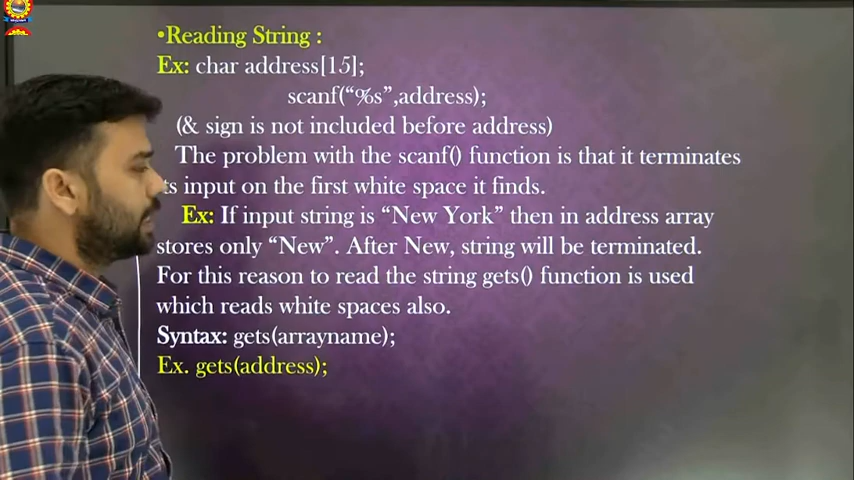 •Reading String :
Ex: char address[15];
scanf(“%s”,address);
(& sign is not included before address)
The problem with the scanf() function is that it terminates
its input on the first white space it finds.
Ex: If input string is “New York” then in address array
stores only “New”. After New, string will be terminated.
For this reason to read the string gets() function is used
which reads white spaces also.
Syntax: gets(arrayname);
Ex. gets(address);